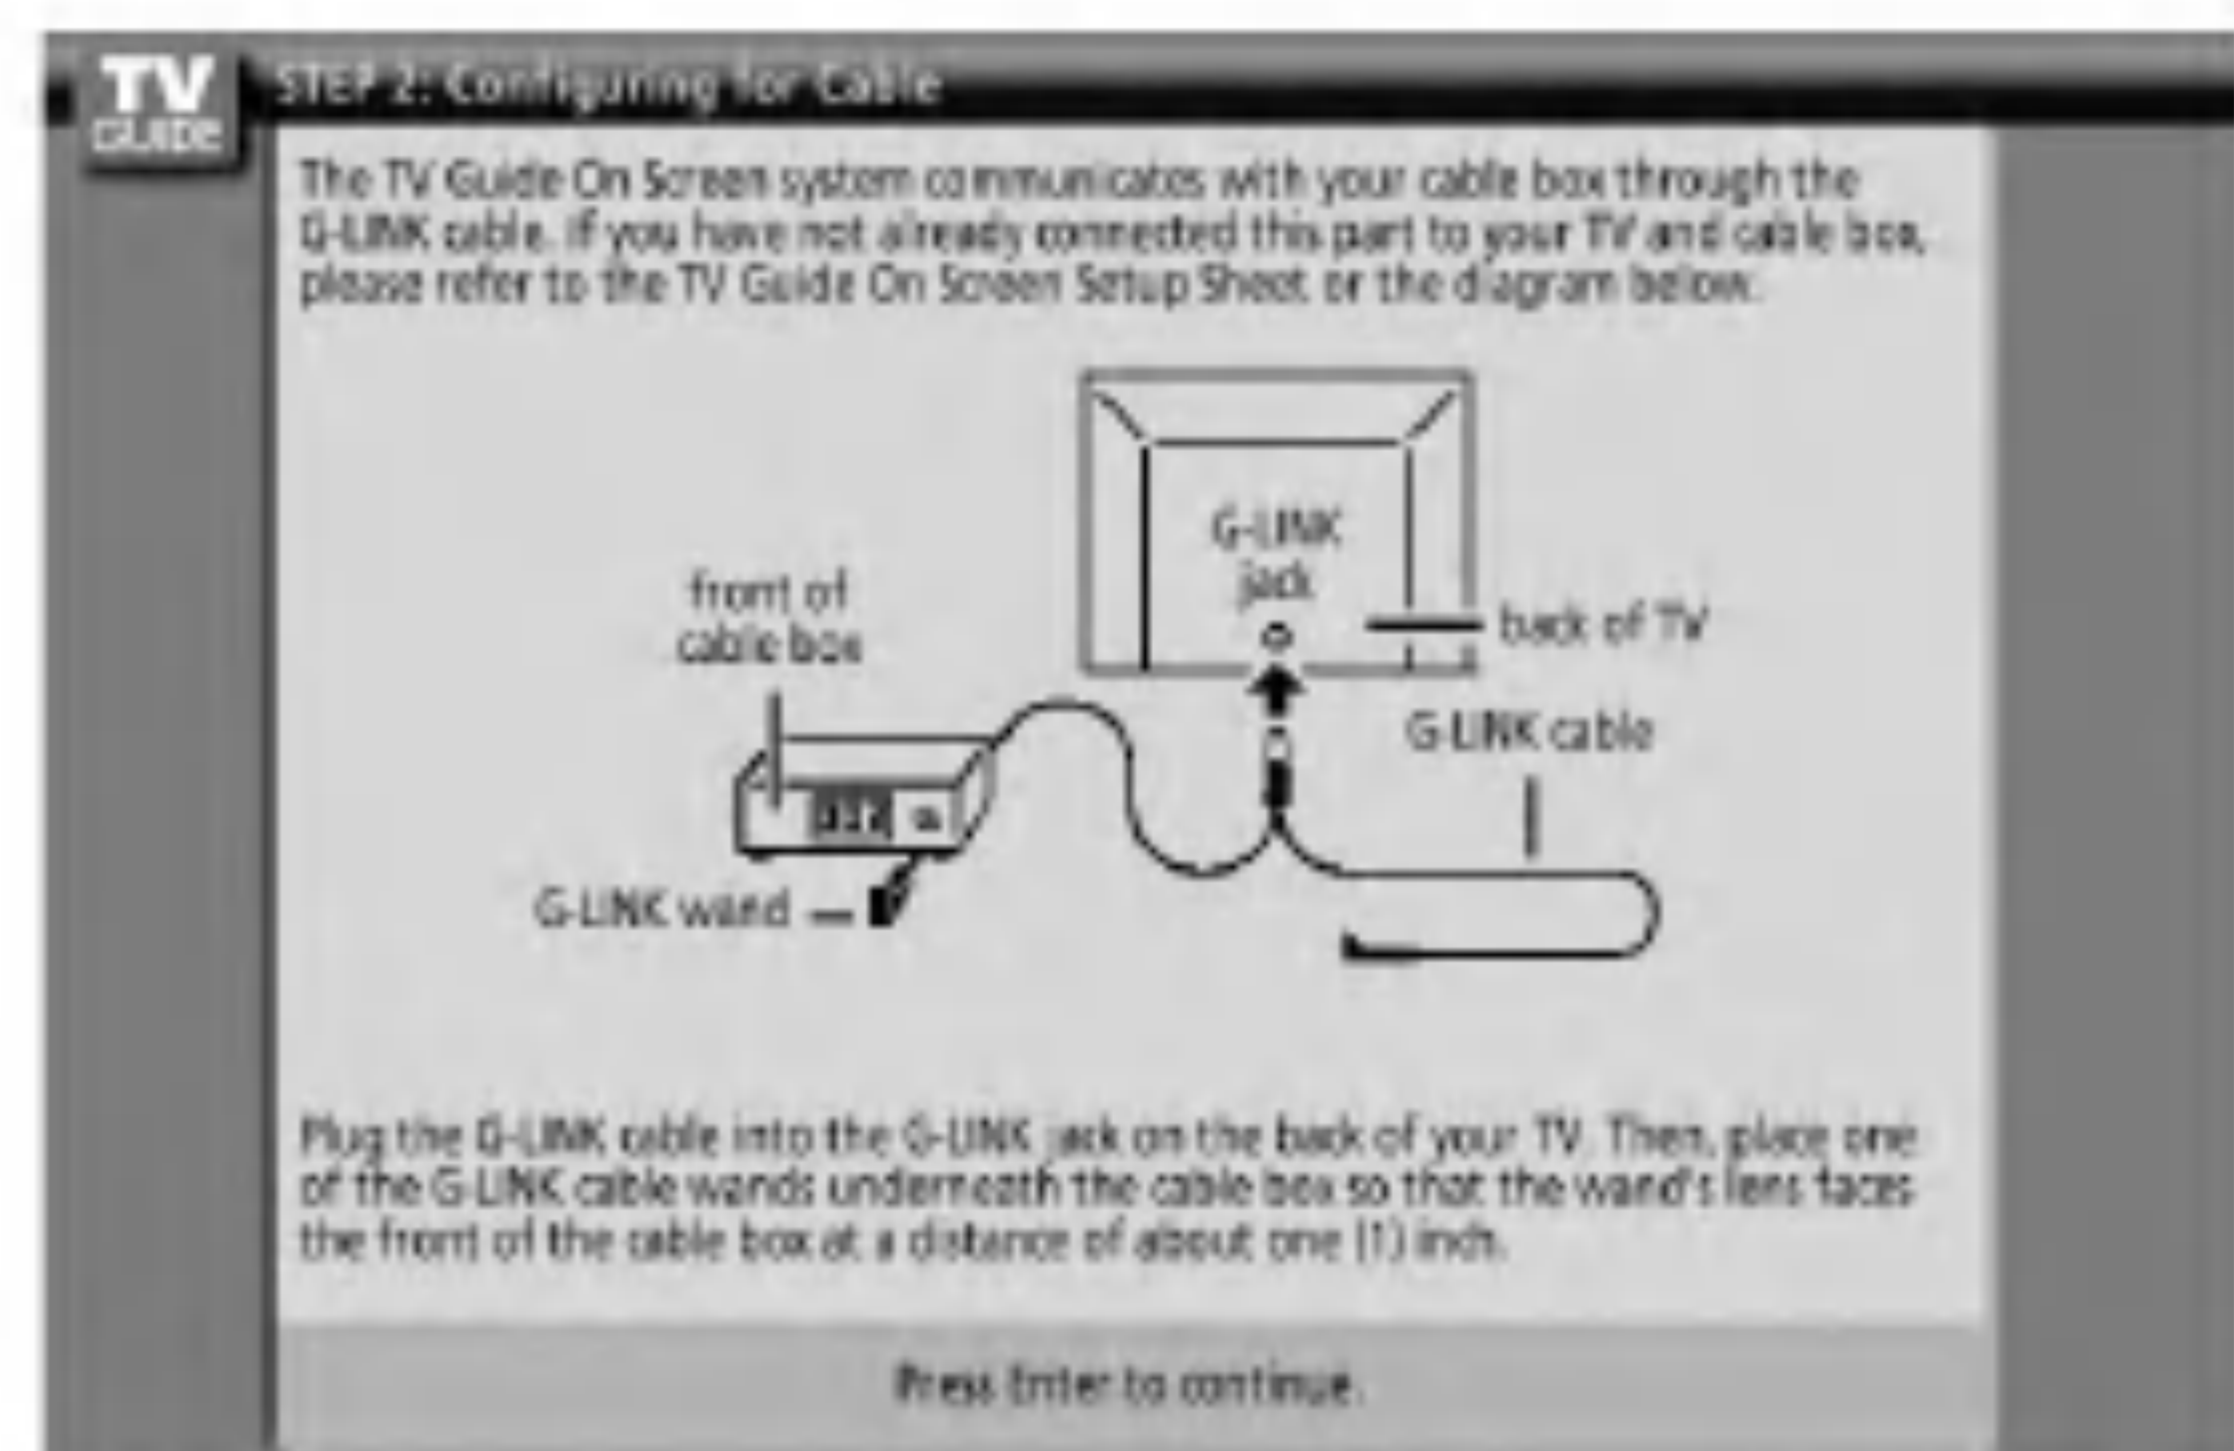 TV
GUIDE
STEP 2: Configuring for Cable
The TV Guide On Screen system communicates with your cable box through the
G-LINK cable. If you have not already connected this part to your TV and cable box,
please refer to the TV Guide On Screen Setup Sheet or the diagram below:
G-LINK
jack
front of
cable box
back of TV
G-LINK cable
G-LINK wand
Plug the G-LINK cable into the G-LINK jack on the back of your TV. Then, place one
of the G-LINK cable wands underneath the cable box so that the wand's lens faces
the front of the cable box at a distance of about one (1) inch.
Press Enter to continue.